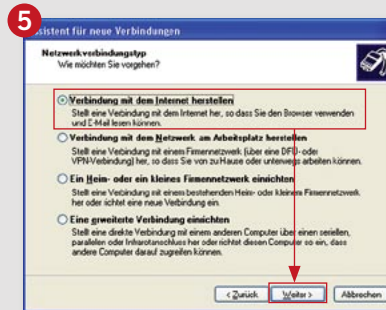 5
sistent für neue Verbindungen
Netzwerkverbindungstyp
Wie möchten Sie vorgehen?
Verbindung mit dem Internet herstellen
Stellt eine Verbindung mit dem Internet her, so dass Sie den Browser verwenden
und E-Mail lesen können.
Verbindung mit dem Netzwerk am Arbeitsplatz herstellen
Stellt eine Verbindung mit einem Firmennetzwerk (über eine DFÜ- oder
VPN-Verbindung) her, so dass Sie von zu Hause oder unterwegs arbeiten können.
Ein Heim- oder ein kleines Firmennetzwerk einrichten
Stellt eine Verbindung mit einem bestehenden Heim- oder kleinem Firmennetzwerk
her oder richtet eine neue Verbindung ein.
Eine erweiterte Verbindung einrichten
Stellt eine direkte Verbindung mit einem anderen Computer über einen seriellen,
parallelen oder Infrarotanschluss her oder richtet diesen Computer so ein, dass
andere Computer darauf zugreifen können.
< Zurück Weiter > Abbrechen